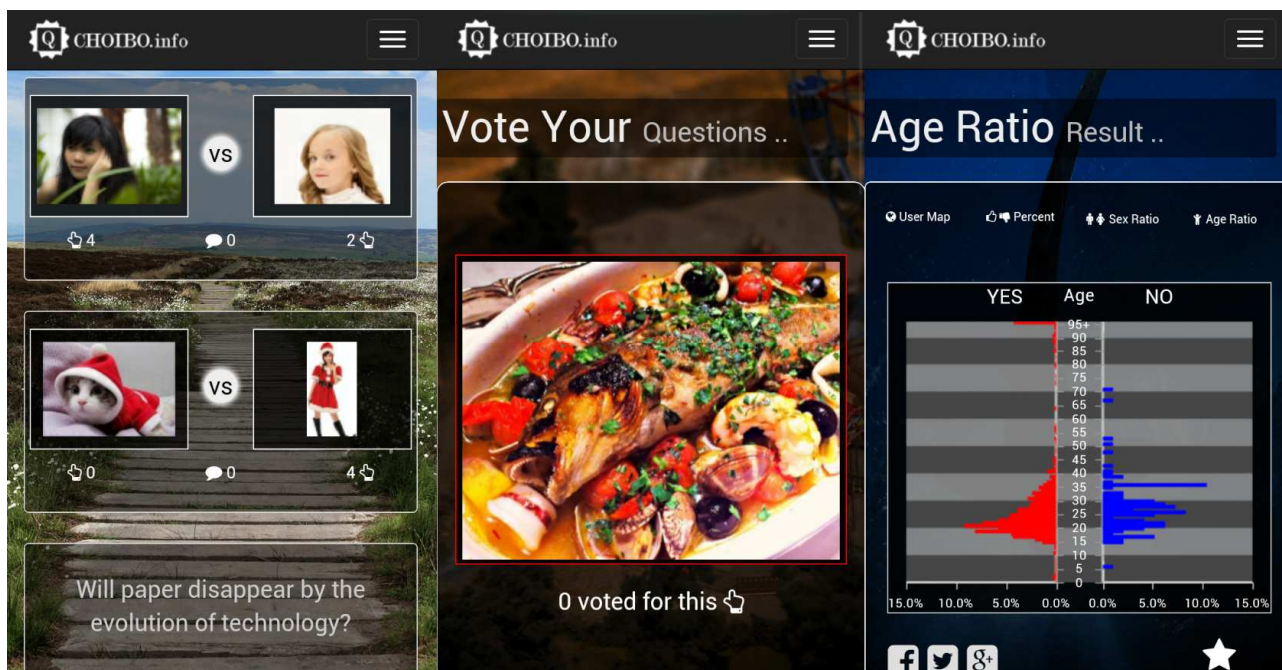 Q CHOIBO.info
VS
4 0 2
VS
0 0 4
Will paper disappear by the
evolution of technology?
Q CHOIBO.info
Vote Your Questions ..
0 voted for this
Q CHOIBO.info
Age Ratio Result ..
User Map Percent Sex Ratio Age Ratio
YES Age NO
95+
90
85
80
75
70
65
60
55
50
45
40
35
30
25
20
15
10
5
0
15.0% 10.0% 5.0% 0.0% 0.0% 5.0% 10.0% 15.0%
f g+